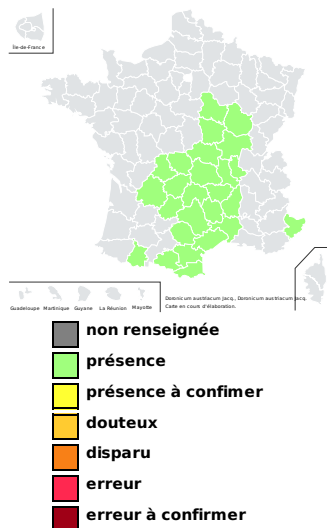 Île-de-France
Guadeloupe Martinique Guyane La Réunion Mayotte
Doronicum austriacum Jacq., Doronicum austriacum Jacq.
Carte en cours d'élaboration.
non renseignée
présence
présence à confimer
douteux
disparu
erreur
erreur à confirmer